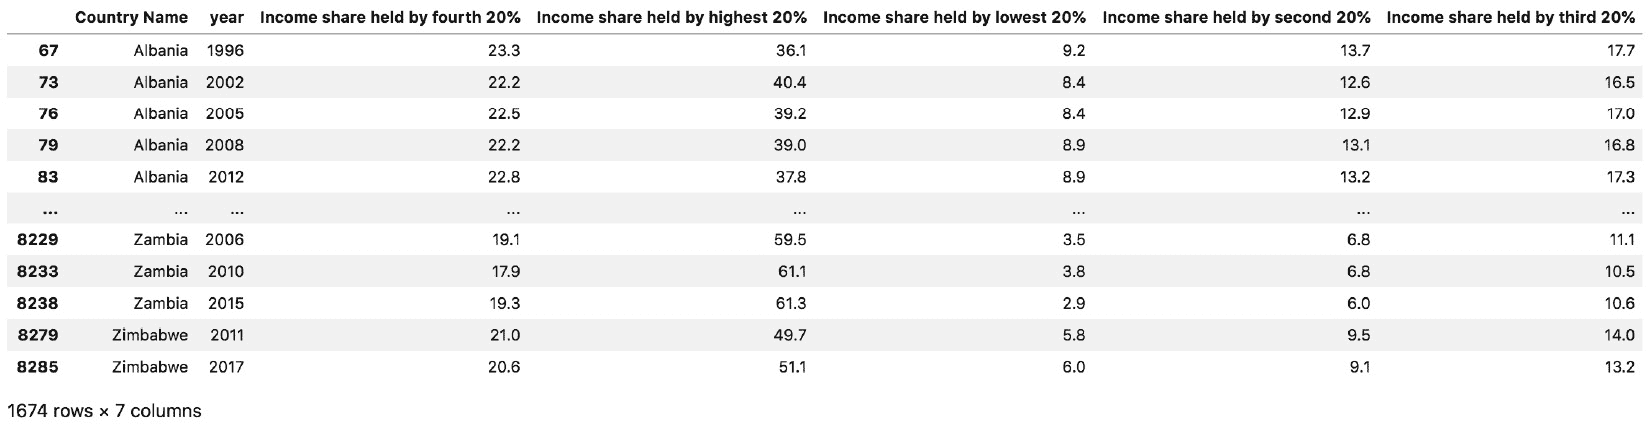 Country Name year Income share held by fourth 20% Income share held by highest 20% Income share held by lowest 20% Income share held by second 20% Income share held by third 20%
67 Albania 1996 23.3 36.1 9.2 13.7 17.7
73 Albania 2002 22.2 40.4 8.4 12.6 16.5
76 Albania 2005 22.5 39.2 8.4 12.9 17.0
79 Albania 2008 22.2 39.0 8.9 13.1 16.8
83 Albania 2012 22.8 37.8 8.9 13.2 17.3
... ... ... ... ... ... ... ...
8229 Zambia 2006 19.1 59.5 3.5 6.8 11.1
8233 Zambia 2010 17.9 61.1 3.8 6.8 10.5
8238 Zambia 2015 19.3 61.3 2.9 6.0 10.6
8279 Zimbabwe 2011 21.0 49.7 5.8 9.5 14.0
8285 Zimbabwe 2017 20.6 51.1 6.0 9.1 13.2
1674 rows × 7 columns